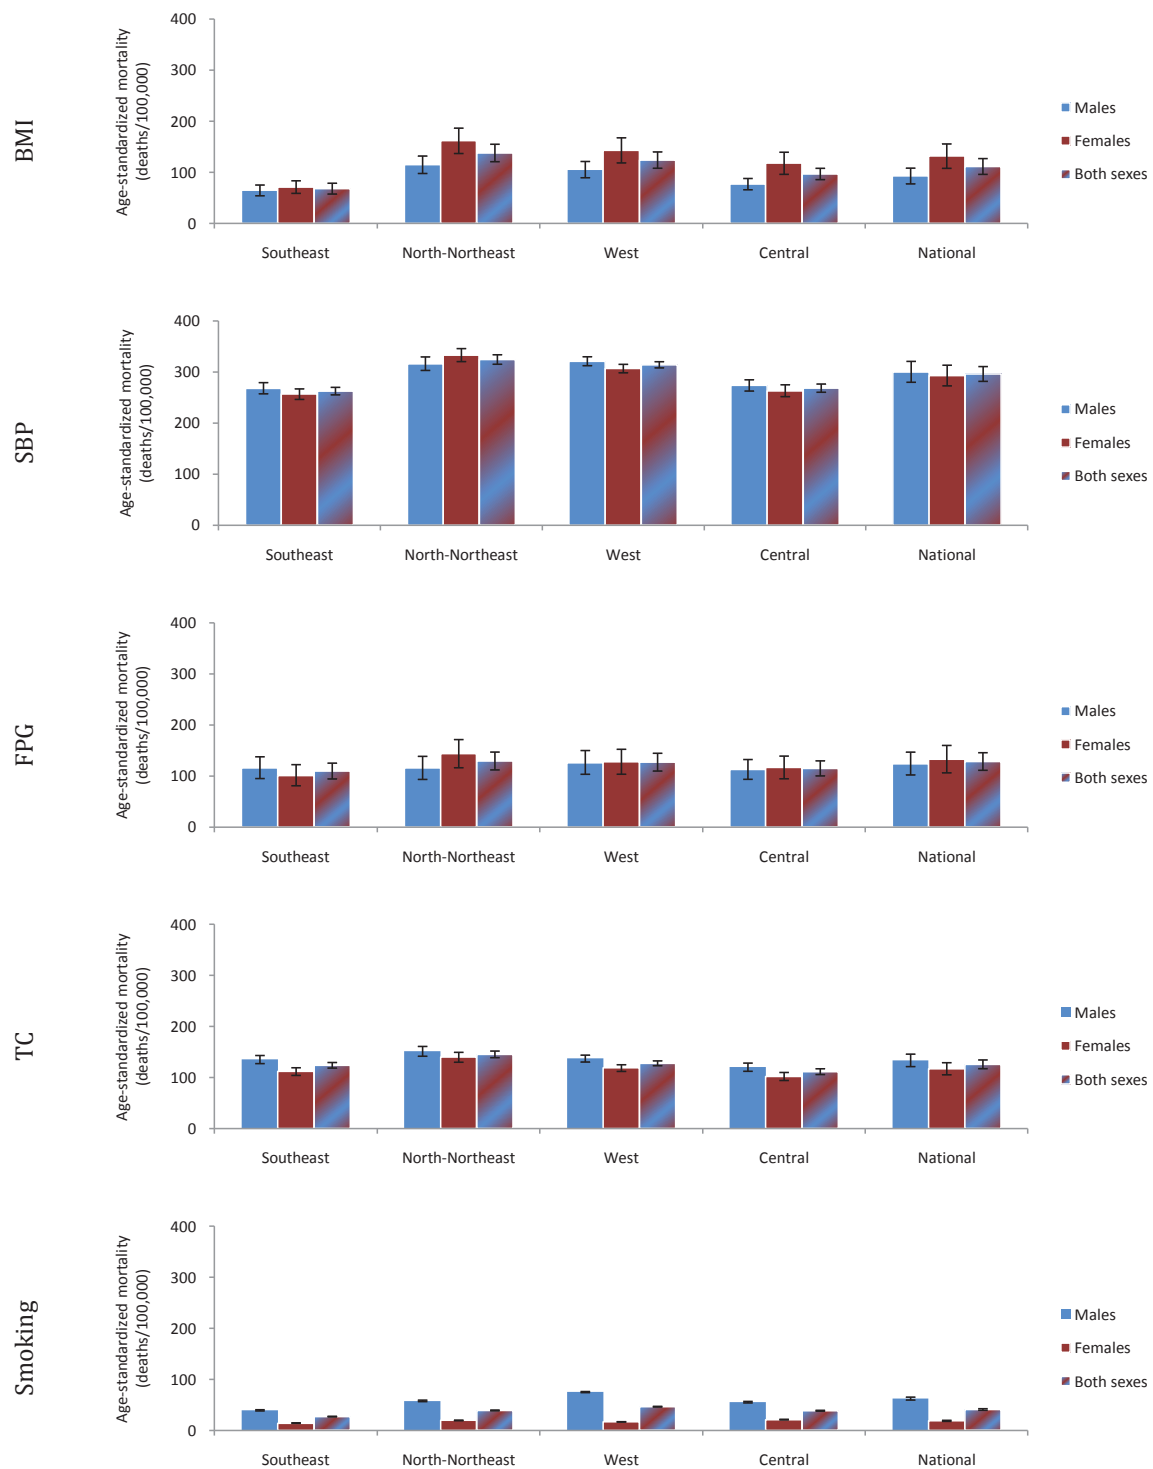 BMI
Age-standardized mortality
(deaths/100,000)
400
300
200
100
0
Southeast North-Northeast West Central National
Males
Females
Both sexes
SBP
Age-standardized mortality
(deaths/100,000)
400
300
200
100
0
Southeast North-Northeast West Central National
Males
Females
Both sexes
FPG
Age-standardized mortality
(deaths/100,000)
400
300
200
100
0
Southeast North-Northeast West Central National
Males
Females
Both sexes
TC
Age-standardized mortality
(deaths/100,000)
400
300
200
100
0
Southeast North-Northeast West Central National
Males
Females
Both sexes
Smoking
Age-standardized mortality
(deaths/100,000)
400
300
200
100
0
Southeast North-Northeast West Central National
Males
Females
Both sexes